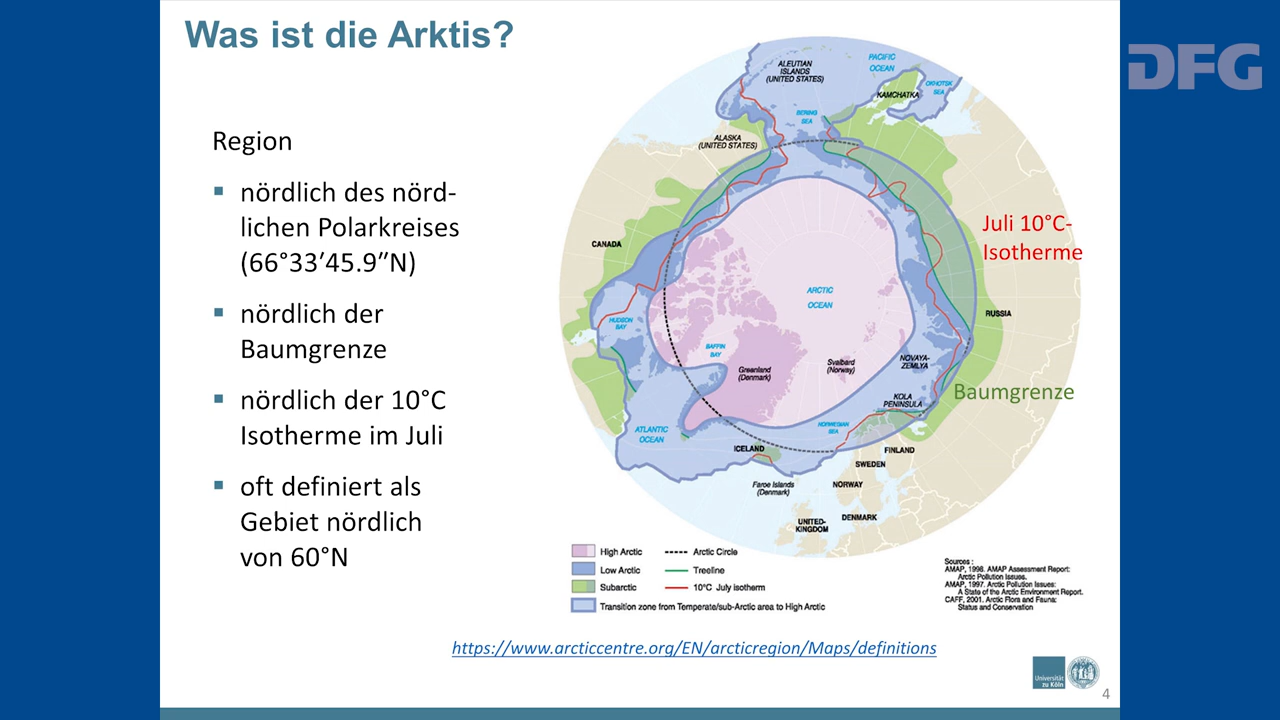 Was ist die Arktis?
DFG
Region
▪ nördlich des nörd-
lichen Polarkreises
(66°33′45.9″N)
▪ nördlich der
Baumgrenze
▪ nördlich der 10°C
Isotherme im Juli
▪ oft definiert als
Gebiet nördlich
von 60°N
ALEUTIAN
ISLANDS
(UNITED STATES)
PACIFIC
OCEAN
OKHOTSK
SEA
KAMCHATKA
BERING
SEA
ALASKA
(UNITED STATES)
Juli 10°C-
Isotherme
CANADA
ARCTIC
OCEAN
RUSSIA
HUDSON
BAY
BAFFIN
BAY
Greenland
(Denmark)
Svalbard
(Norway)
NOVAYA-
ZEMLYA
Baumgrenze
KOLA
PENINSULA
ATLANTIC
OCEAN
NORWEGIAN
SEA
ICELAND
FINLAND
SWEDEN
Faroe Islands
(Denmark)
NORWAY
UNITED-
KINGDOM
DENMARK
High Arctic
Low Arctic
Subarctic
Transition zone from Temperate/sub-Arctic area to High Arctic
Arctic Circle
Treeline
10°C July isotherm
Sources :
AMAP, 1998. AMAP Assessment Report:
Arctic Pollution Issues.
AMAP, 1997. Arctic Pollution Issues:
A State of the Arctic Environment Report.
CAFF, 2001. Arctic Flora and Fauna:
Status and Conservation
https://www.arcticcentre.org/EN/arcticregion/Maps/definitions
Universität
zu Köln
4